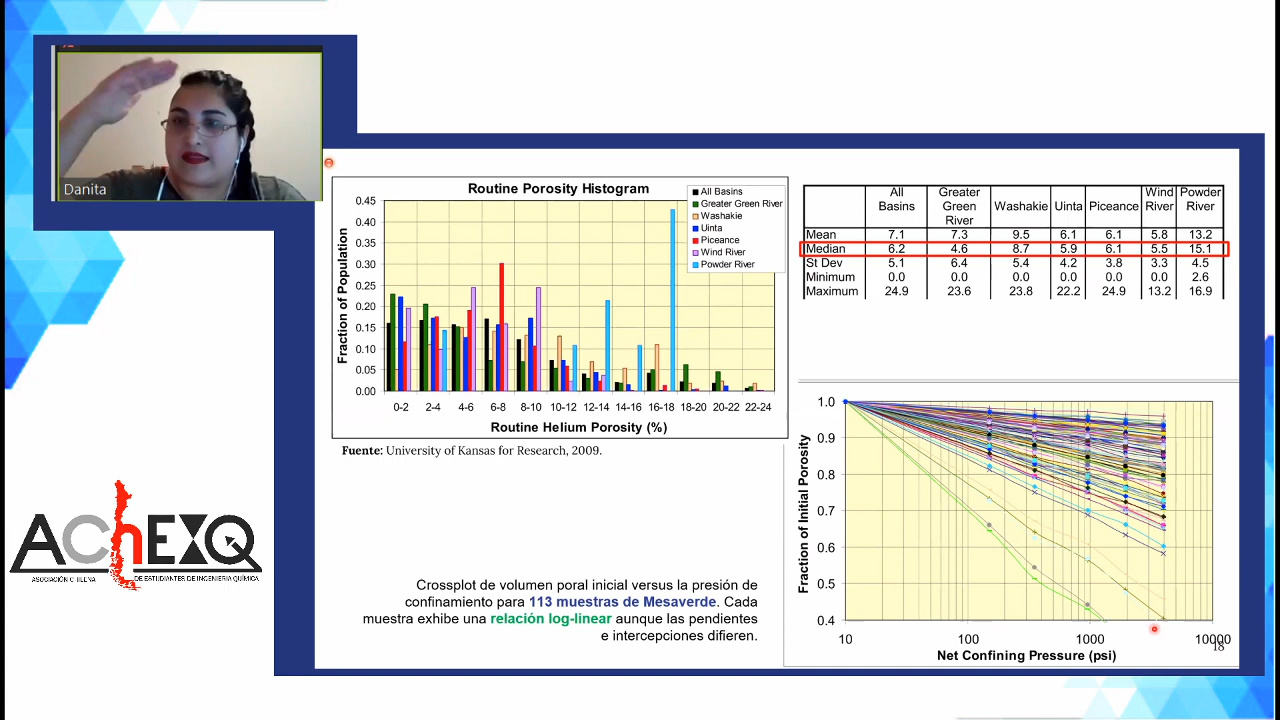 Danita
Routine Porosity Histogram
Fraction of Population
0.45
0.40
0.35
0.30
0.25
0.20
0.15
0.10
0.05
0.00
All Basins
Greater Green River
Washakie
Uinta
Piceance
Wind River
Powder River
0-2 2-4 4-6 6-8 8-10 10-12 12-14 14-16 16-18 18-20 20-22 22-24
Routine Helium Porosity (%)
Fuente: University of Kansas for Research, 2009.
All Basins Greater Green River Washakie Uinta Piceance Wind River Powder River
Mean 7.1 7.3 9.5 6.1 6.1 5.8 13.2
Median 6.2 4.6 8.7 5.9 6.1 5.5 15.1
St Dev 5.1 6.4 5.4 4.2 3.8 3.3 4.5
Minimum 0.0 0.0 0.0 0.0 0.0 0.0 2.6
Maximum 24.9 23.6 23.8 22.2 24.9 13.2 16.9
Fraction of Initial Porosity
1.0
0.9
0.8
0.7
0.6
0.5
0.4
10 100 1000 10000
Net Confining Pressure (psi)
18
Crossplot de volumen poral inicial versus la presión de
confinamiento para 113 muestras de Mesaverde. Cada
muestra exhibe una relación log-linear aunque las pendientes
e intercepciones difieren.
AChEXQ
ASOCIACIÓN CHILENA DE ESTUDIANTES DE INGENIERÍA QUÍMICA